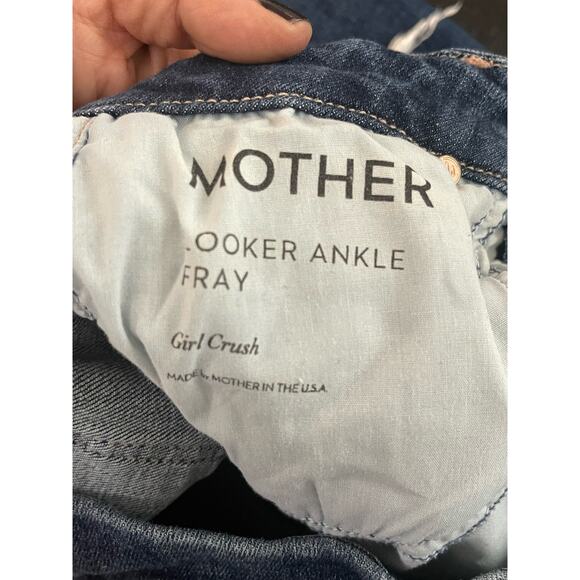 MOTHER
LOOKER ANKLE
FRAY
Girl Crush
MADE by MOTHER IN THE U.S.A.